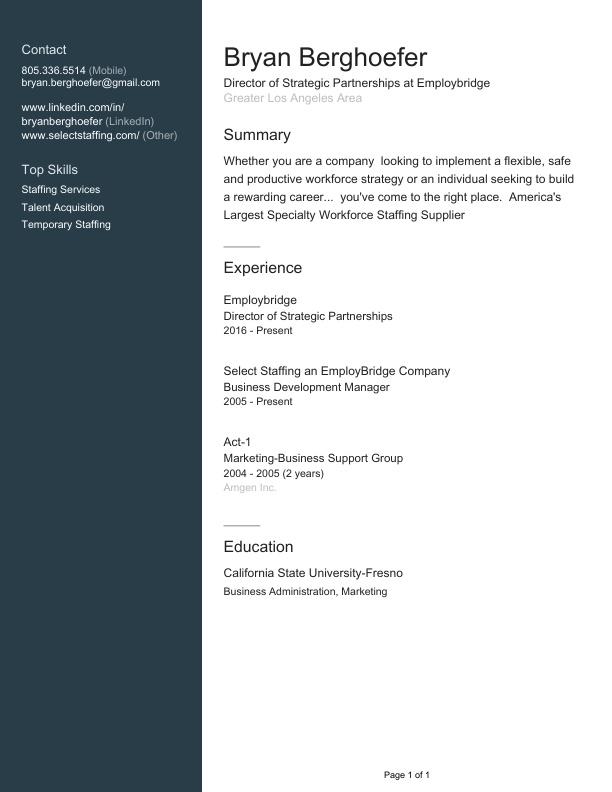 Contact
805.336.5514 (Mobile)
bryan.berghoefer@gmail.com
www.linkedin.com/in/
bryanberghoefer (LinkedIn)
www.selectstaffing.com/ (Other)
Top Skills
Staffing Services
Talent Acquisition
Temporary Staffing
Bryan Berghoefer
Director of Strategic Partnerships at Employbridge
Greater Los Angeles Area
Summary
Whether you are a company  looking to implement a flexible, safe
and productive workforce strategy or an individual seeking to build
a rewarding career...  you've come to the right place.  America's
Largest Specialty Workforce Staffing Supplier
Experience
Employbridge
Director of Strategic Partnerships
2016 - Present
Select Staffing an EmployBridge Company
Business Development Manager
2005 - Present
Act-1
Marketing-Business Support Group
2004 - 2005 (2 years)
Amgen Inc.
Education
California State University-Fresno
Business Administration, Marketing
Page 1 of 1